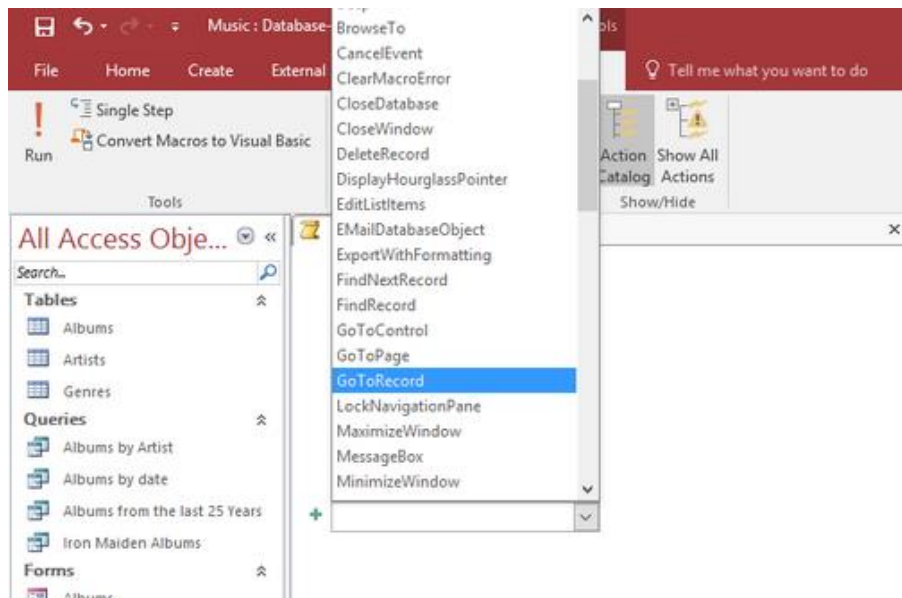 Music : Database-
ols
File Home Create External
Tell me what you want to do
Run
Single Step
Convert Macros to Visual Basic
Tools
Action Catalog
Show All Actions
Show/Hide
All Access Obje...
Search...
Tables
Albums
Artists
Genres
Queries
Albums by Artist
Albums by date
Albums from the last 25 Years
Iron Maiden Albums
Forms
Albums
BrowseTo
CancelEvent
ClearMacroError
CloseDatabase
CloseWindow
DeleteRecord
DisplayHourglassPointer
EditListItems
EMailDatabaseObject
ExportWithFormatting
FindNextRecord
FindRecord
GoToControl
GoToPage
GoToRecord
LockNavigationPane
MaximizeWindow
MessageBox
MinimizeWindow